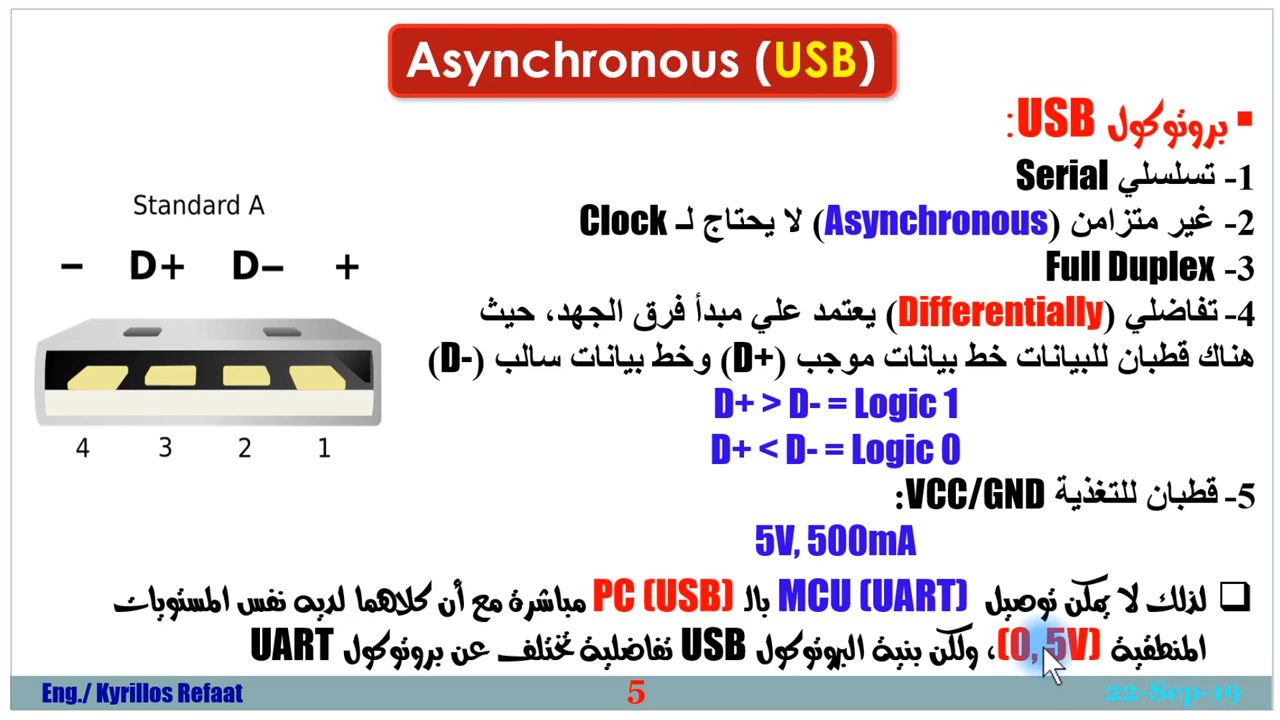 Asynchronous (USB)
▪ بروتوكول USB:
1- تسلسلي Serial
2- غير متزامن (Asynchronous) لا يحتاج لـ Clock
3- Full Duplex
4- تفاضلي (Differentially) يعتمد علي مبدأ فرق الجهد، حيث
هناك قطبان للبيانات خط بيانات موجب (D+) وخط بيانات سالب (D-)
D+ > D- = Logic 1
D+ < D- = Logic 0
5- قطبان للتغذية VCC/GND:
5V, 500mA
❑ لذلك لا يمكن توصيل MCU (UART) بالـ PC (USB) مباشرة مع أن كلاهما لديه نفس المستويات
المنطقية (0, 5V)، ولكن بنية البروتوكول USB تفاضلية تختلف عن بروتوكول UART
Standard A
− D+ D− +
4 3 2 1
Eng./ Kyrillos Refaat
5
22-Sep-19